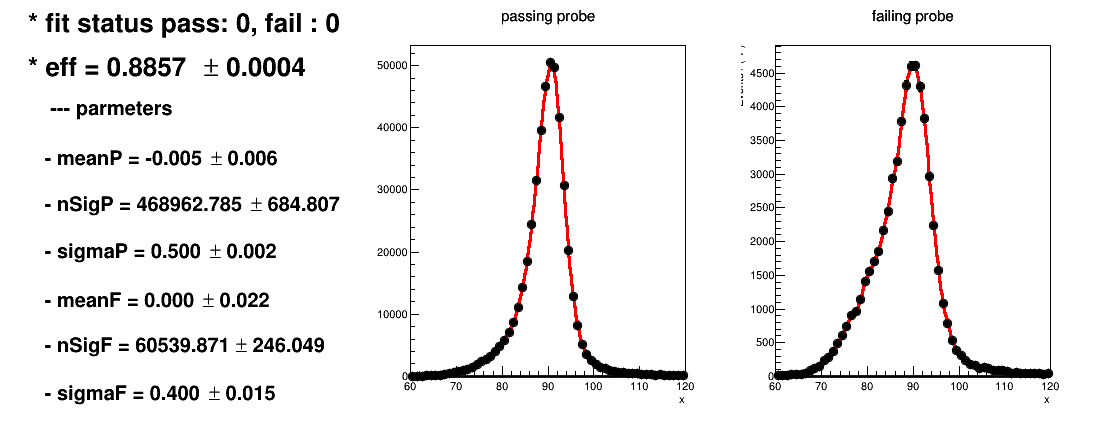 * fit status pass: 0, fail : 0
* eff = 0.8857 ± 0.0004
--- parmeters
- meanP = -0.005 ± 0.006
- nSigP = 468962.785 ± 684.807
- sigmaP = 0.500 ± 0.002
- meanF = 0.000 ± 0.022
- nSigF = 60539.871 ± 246.049
- sigmaF = 0.400 ± 0.015
passing probe
50000
40000
30000
20000
10000
0
60 70 80 90 100 110 120
x
failing probe
4500
4000
3500
3000
2500
2000
1500
1000
500
0
60 70 80 90 100 110 120
x